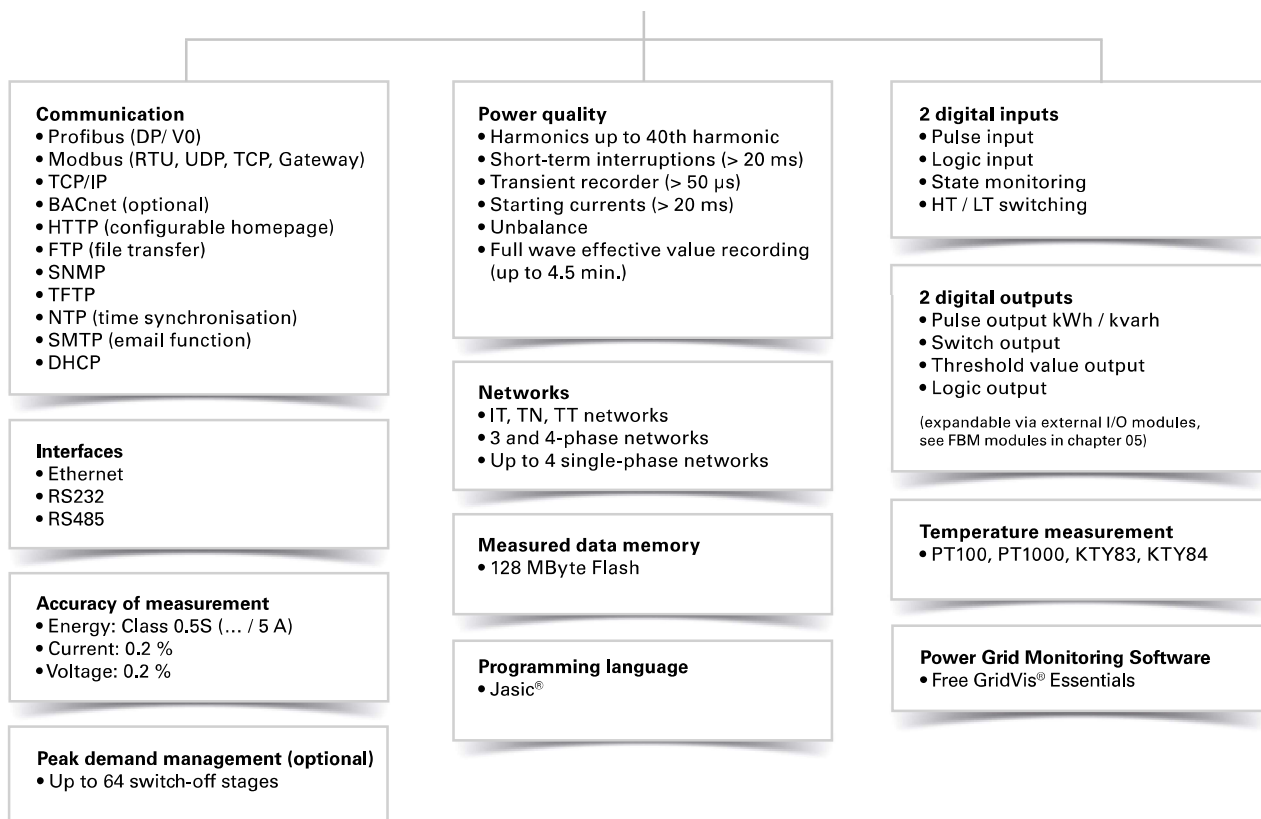 Communication
• Profibus (DP/ V0)
• Modbus (RTU, UDP, TCP, Gateway)
• TCP/IP
• BACnet (optional)
• HTTP (configurable homepage)
• FTP (file transfer)
• SNMP
• TFTP
• NTP (time synchronisation)
• SMTP (email function)
• DHCP
Interfaces
• Ethernet
• RS232
• RS485
Accuracy of measurement
• Energy: Class 0.5S (... / 5 A)
• Current: 0.2 %
• Voltage: 0.2 %
Peak demand management (optional)
• Up to 64 switch-off stages
Power quality
• Harmonics up to 40th harmonic
• Short-term interruptions (> 20 ms)
• Transient recorder (> 50 µs)
• Starting currents (> 20 ms)
• Unbalance
• Full wave effective value recording
(up to 4.5 min.)
Networks
• IT, TN, TT networks
• 3 and 4-phase networks
• Up to 4 single-phase networks
Measured data memory
• 128 MByte Flash
Programming language
• Jasic®
2 digital inputs
• Pulse input
• Logic input
• State monitoring
• HT / LT switching
2 digital outputs
• Pulse output kWh / kvarh
• Switch output
• Threshold value output
• Logic output
(expandable via external I/O modules,
see FBM modules in chapter 05)
Temperature measurement
• PT100, PT1000, KTY83, KTY84
Power Grid Monitoring Software
• Free GridVis® Essentials